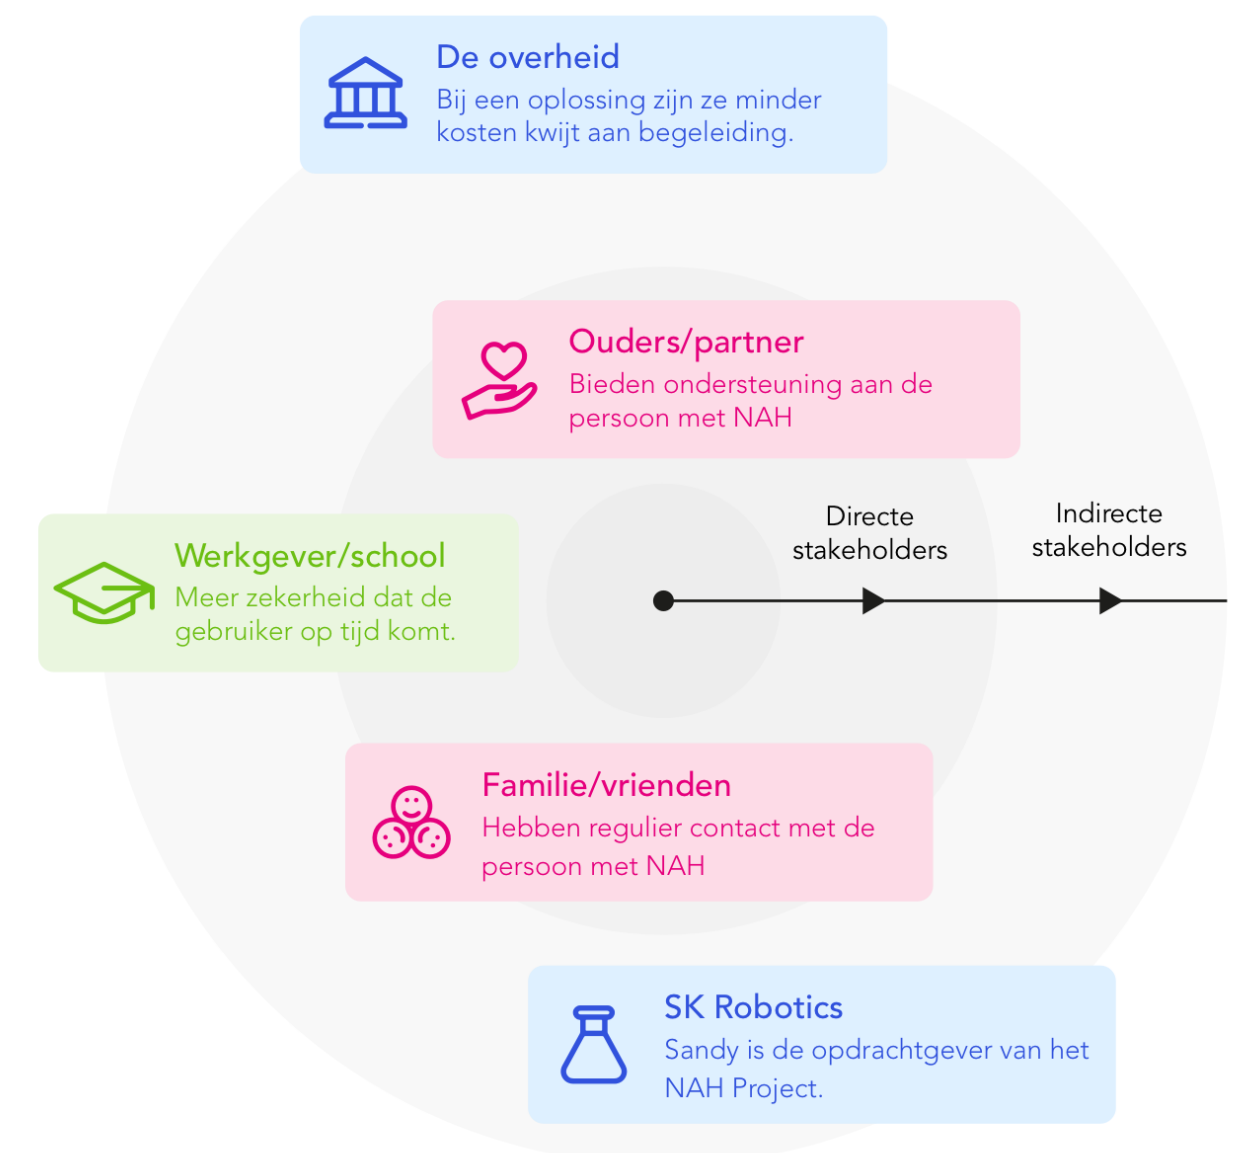 De overheid
Bij een oplossing zijn ze minder
kosten kwijt aan begeleiding.
Ouders/partner
Bieden ondersteuning aan de
persoon met NAH
Directe
stakeholders
Indirecte
stakeholders
Werkgever/school
Meer zekerheid dat de
gebruiker op tijd komt.
Familie/vrienden
Hebben regulier contact met de
persoon met NAH
SK Robotics
Sandy is de opdrachtgever van het
NAH Project.